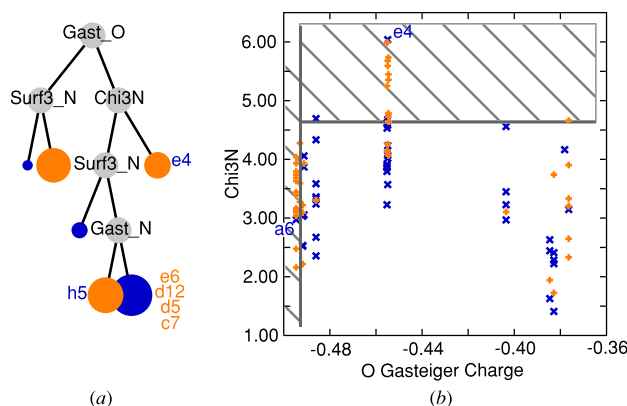 Gast_O
Surf3_N
Chi3N
Surf3_N
e4
Gast_N
h5
e6
d12
d5
c7
(a)
e4
a6
6.00
5.00
4.00
3.00
2.00
1.00
Chi3N
-0.48
-0.44
-0.40
-0.36
O Gasteiger Charge
(b)